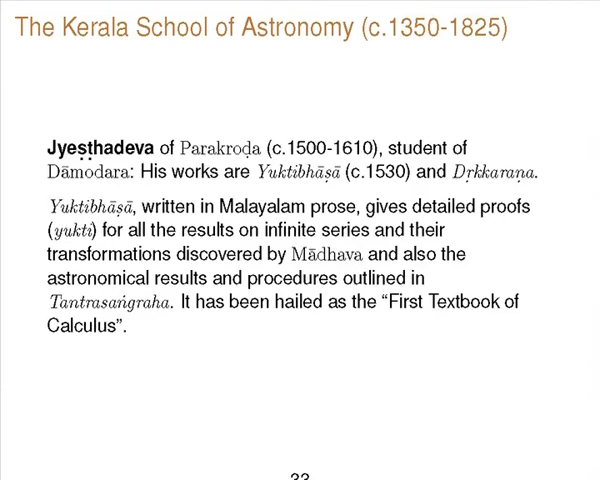 The Kerala School of Astronomy (c.1350-1825)
Jyeṣṭhadeva of Parakroḍa (c.1500-1610), student of
Dāmodara: His works are Yuktibhāṣā (c.1530) and Dṛkkaraṇa.
Yuktibhāṣā, written in Malayalam prose, gives detailed proofs
(yukti) for all the results on infinite series and their
transformations discovered by Mādhava and also the
astronomical results and procedures outlined in
Tantrasaṅgraha. It has been hailed as the “First Textbook of
Calculus”.